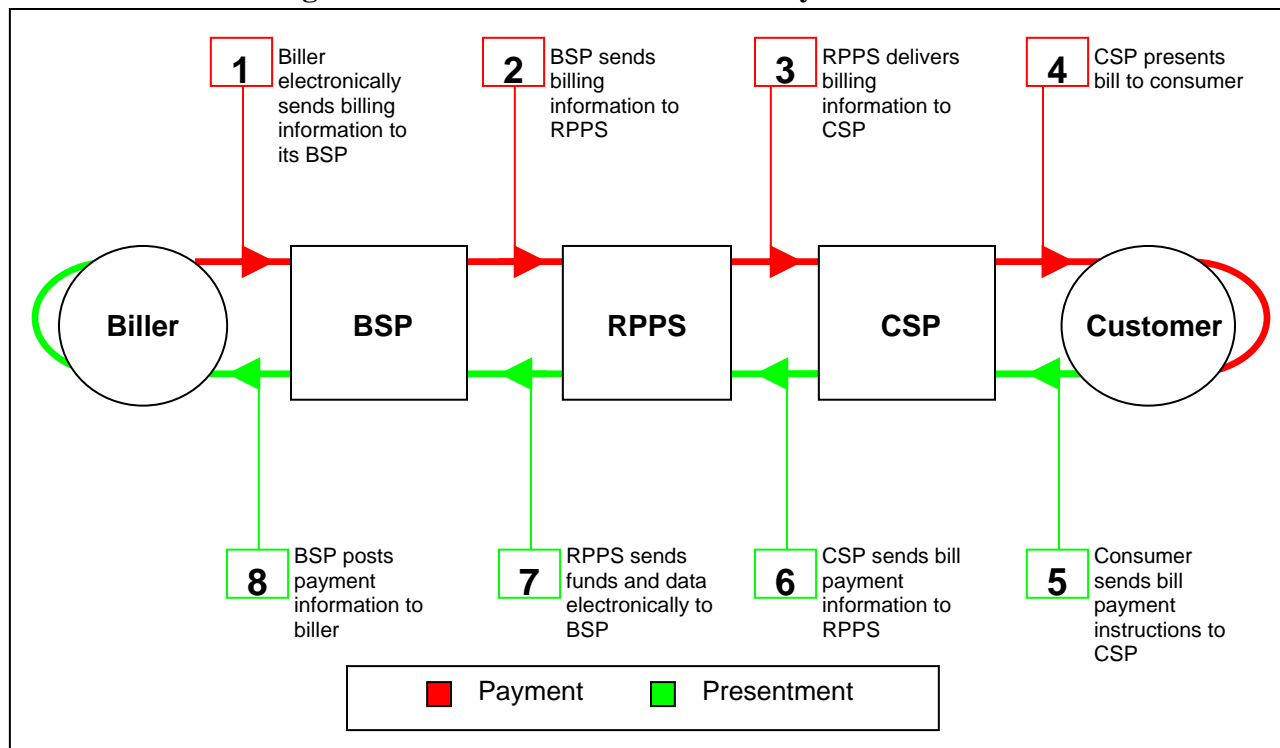 1
Biller
electronically
sends billing
information to
its BSP
2
BSP sends
billing
information to
RPPS
3
RPPS delivers
billing
information to
CSP
4
CSP presents
bill to consumer
Biller
BSP
RPPS
CSP
Customer
8
BSP posts
payment
information to
biller
7
RPPS sends
funds and data
electronically to
BSP
6
CSP sends bill
payment
information to
RPPS
5
Consumer
sends bill
payment
instructions to
CSP
Payment
Presentment